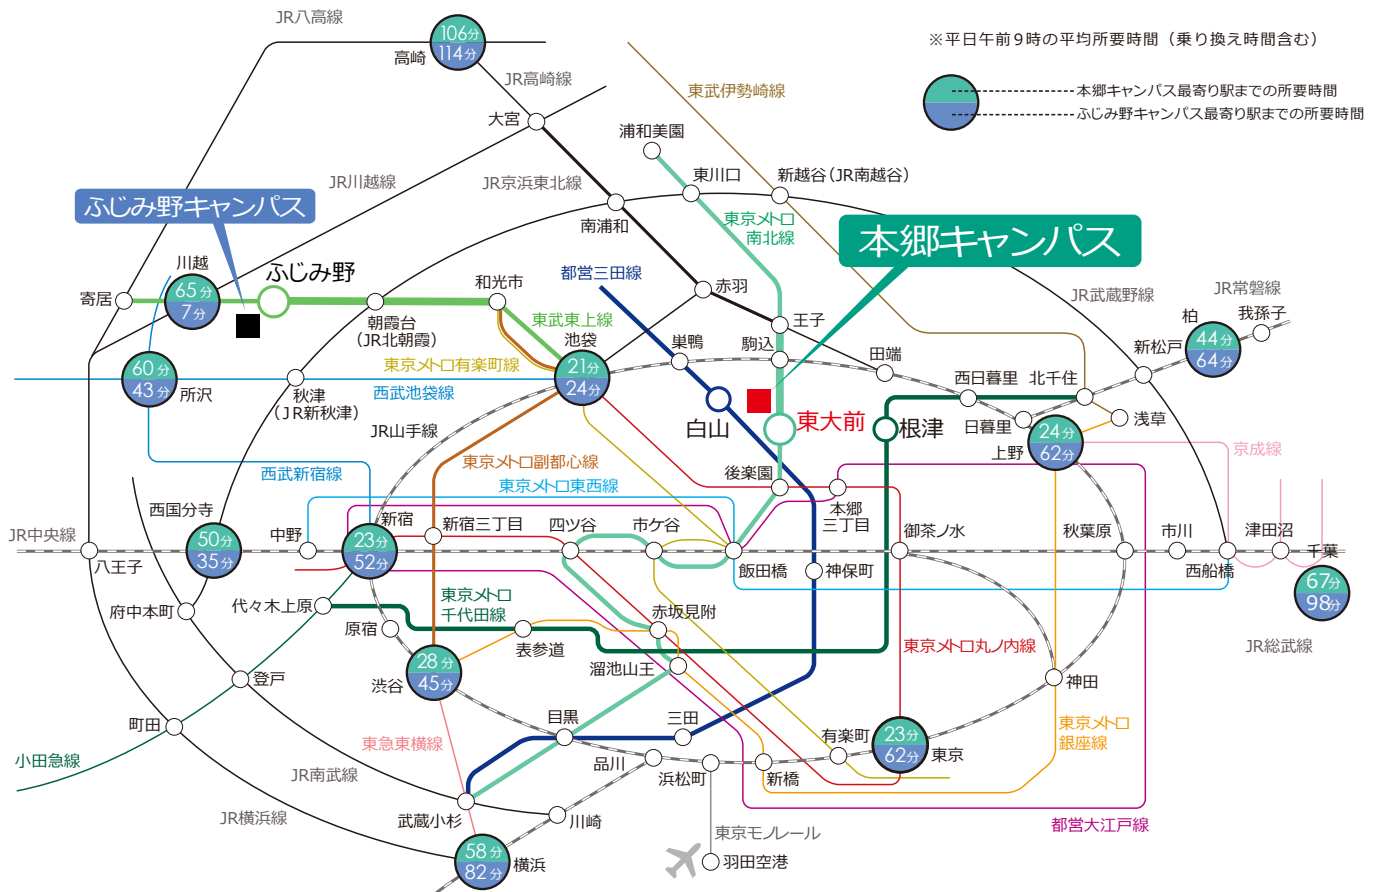 JR八高線
106分
114分
高崎
※平日午前9時の平均所要時間（乗り換え時間含む）
JR高崎線
東武伊勢崎線
本郷キャンパス最寄り駅までの所要時間
ふじみ野キャンパス最寄り駅までの所要時間
大宮
浦和美園
JR川越線
JR京浜東北線
東川口
新越谷（JR南越谷）
ふじみ野キャンパス
南浦和
東京メトロ
南北線
本郷キャンパス
川越
ふじみ野
和光市
都営三田線
赤羽
JR武蔵野線
JR常磐線
寄居
65分
7分
朝霞台
(JR北朝霞)
東武東上線
池袋
王子
柏
我孫子
44分
64分
東京メトロ有楽町線
巣鴨
駒込
田端
新松戸
60分
43分
所沢
秋津
（JR新秋津）
西武池袋線
21分
24分
西日暮里
北千住
JR山手線
白山
東大前
根津
日暮里
浅草
24分
62分
上野
西武新宿線
東京メトロ副都心線
東京メトロ東西線
後楽園
京成線
本郷
三丁目
西国分寺
JR中央線
八王子
50分
35分
中野
新宿
23分
52分
新宿三丁目
四ツ谷
市ケ谷
飯田橋
神保町
御茶ノ水
秋葉原
市川
西船橋
津田沼
千葉
67分
98分
府中本町
代々木上原
東京メトロ
千代田線
原宿
表参道
赤坂見附
東京メトロ丸ノ内線
JR総武線
登戸
渋谷
28分
45分
溜池山王
神田
町田
小田急線
東急東横線
目黒
三田
有楽町
23分
62分
東京
東京メトロ
銀座線
JR南武線
品川
浜松町
新橋
JR横浜線
武蔵小杉
川崎
東京モノレール
都営大江戸線
58分
82分
横浜
羽田空港